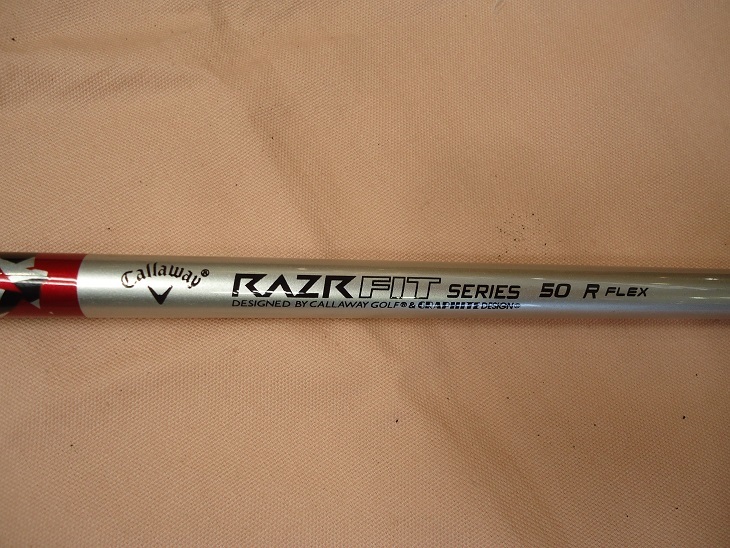 Callaway®
RAZR FIT SERIES 50 R FLEX
DESIGNED BY CALLAWAY GOLF® & GRAPHITE DESIGN®